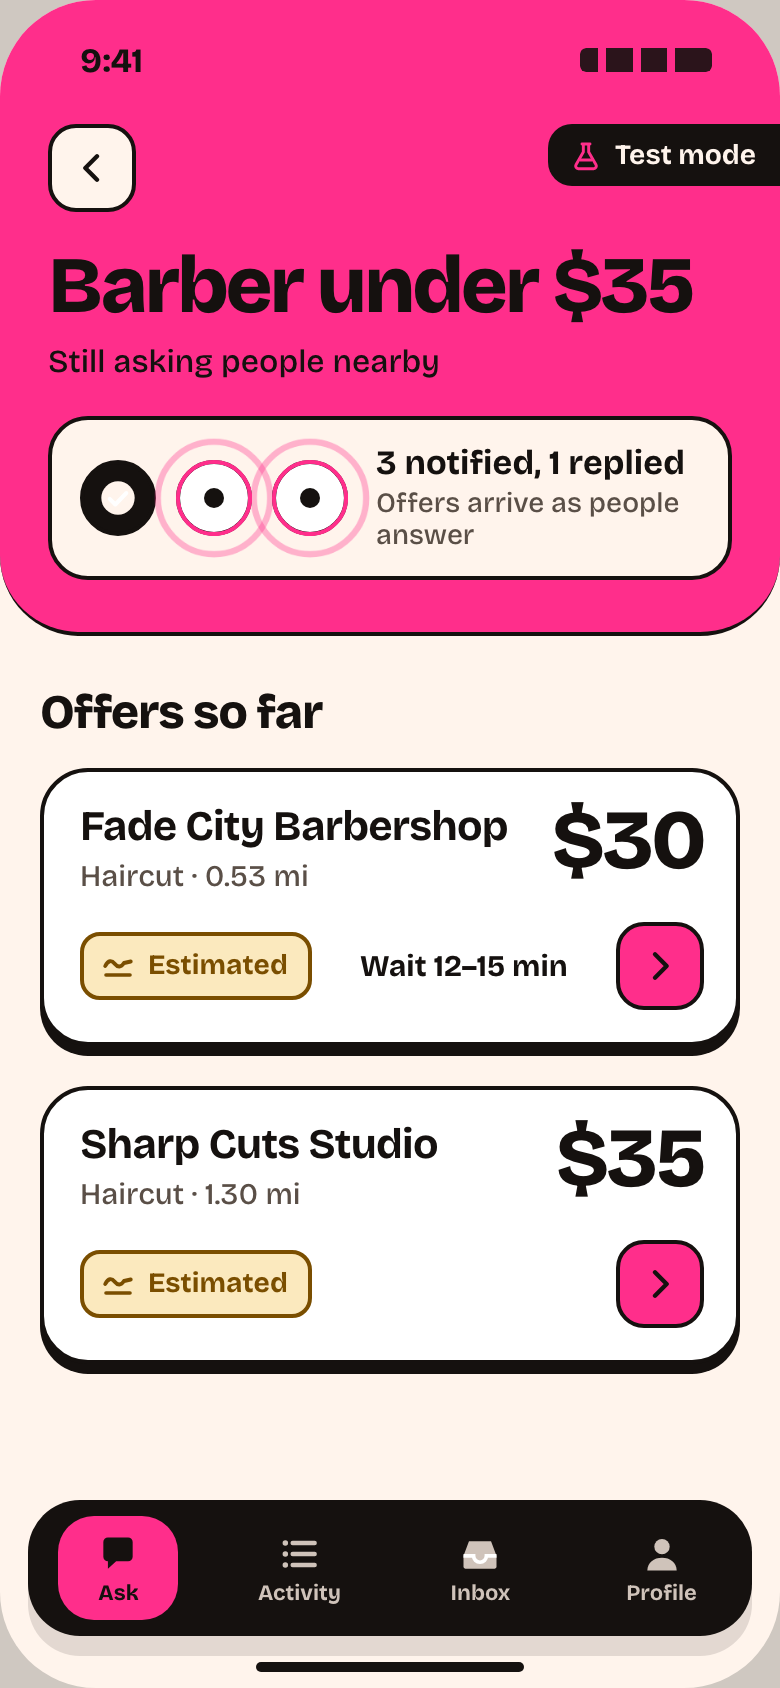 9:41
Test mode
Barber under $35
Still asking people nearby
3 notified, 1 replied
Offers arrive as people
answer
Offers so far
Fade City Barbershop
$30
Haircut · 0.53 mi
Estimated
Wait 12–15 min
Sharp Cuts Studio
$35
Haircut · 1.30 mi
Estimated
Ask
Activity
Inbox
Profile